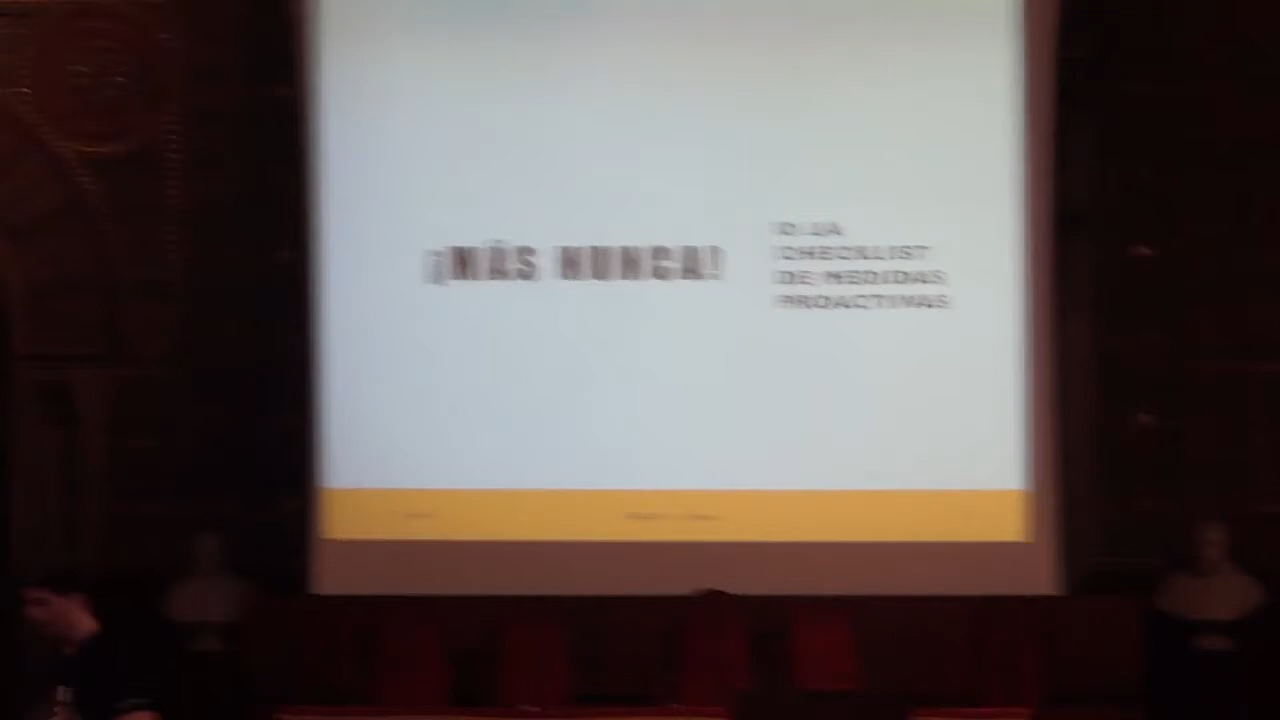 ¡MÁS NUNCA!
O LA
CHECKLIST
DE MEDIDAS
PROACTIVAS